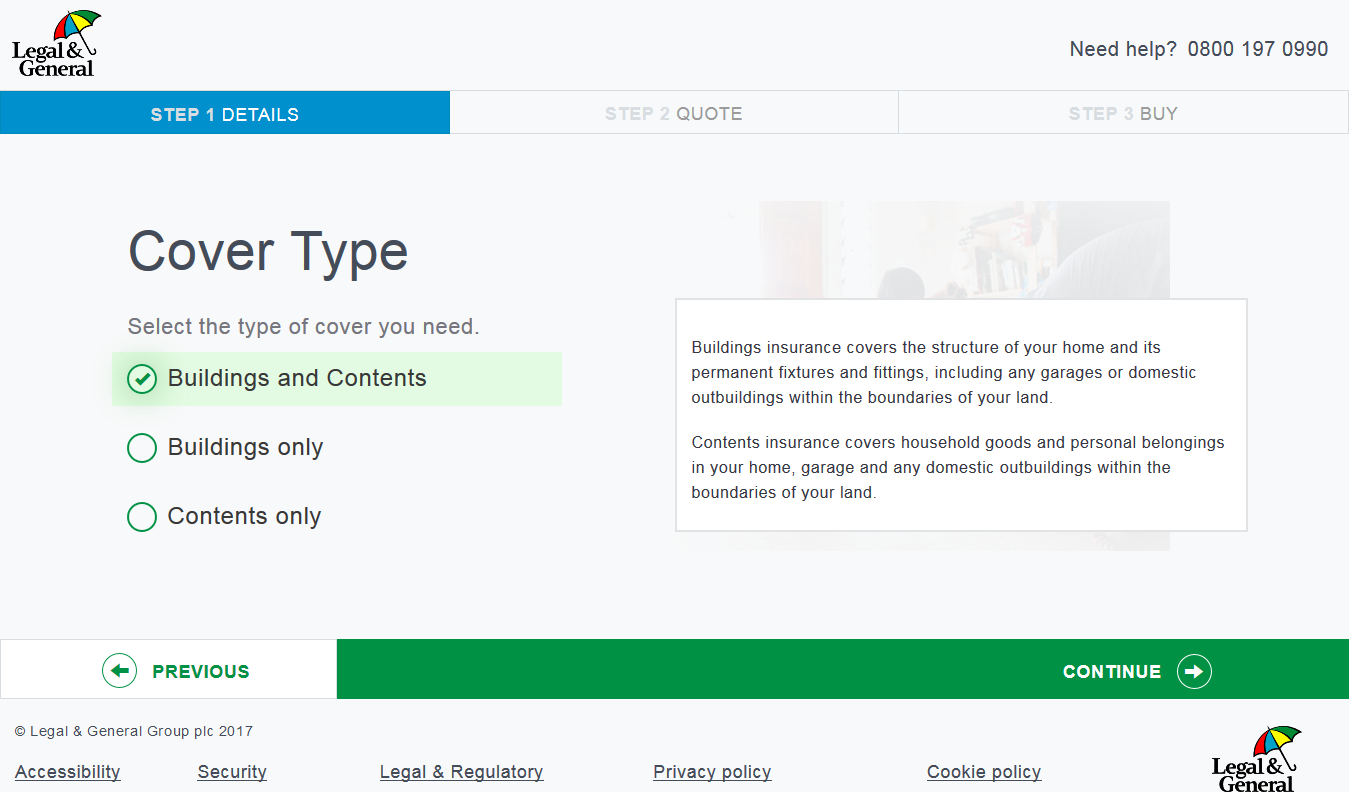 Legal &
General
Need help? 0800 197 0990
STEP 1 DETAILS
STEP 2 QUOTE
STEP 3 BUY
Cover Type
Select the type of cover you need.
Buildings and Contents
Buildings only
Contents only
Buildings insurance covers the structure of your home and its
permanent fixtures and fittings, including any garages or domestic
outbuildings within the boundaries of your land.
Contents insurance covers household goods and personal belongings
in your home, garage and any domestic outbuildings within the
boundaries of your land.
PREVIOUS
CONTINUE
© Legal & General Group plc 2017
Accessibility
Security
Legal & Regulatory
Privacy policy
Cookie policy
Legal &
General